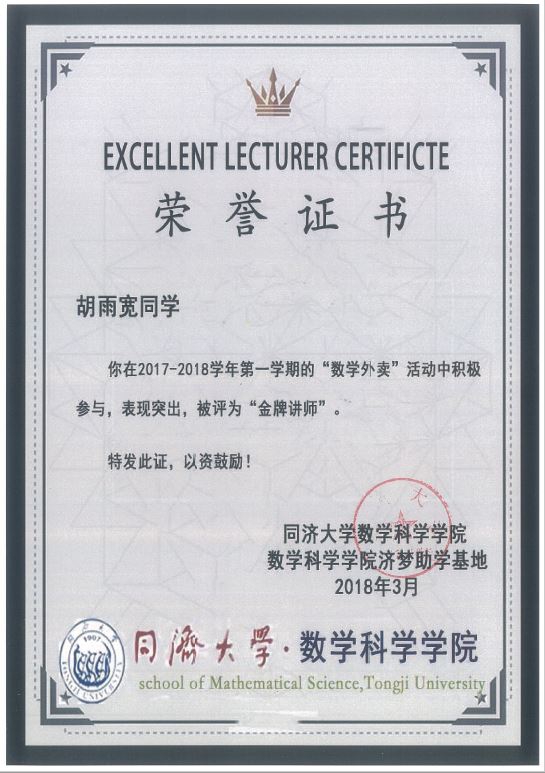 EXCELLENT LECTURER CERTIFICTE
荣誉证书
胡雨宽同学
你在2017-2018学年第一学期的“数学外卖”活动中积极
参与，表现突出，被评为“金牌讲师”。
特发此证，以资鼓励！
同济大学数学科学学院
数学科学学院济梦助学基地
2018年3月
1907
同濟大学·数学科学学院
school of Mathematical Science,Tongji University